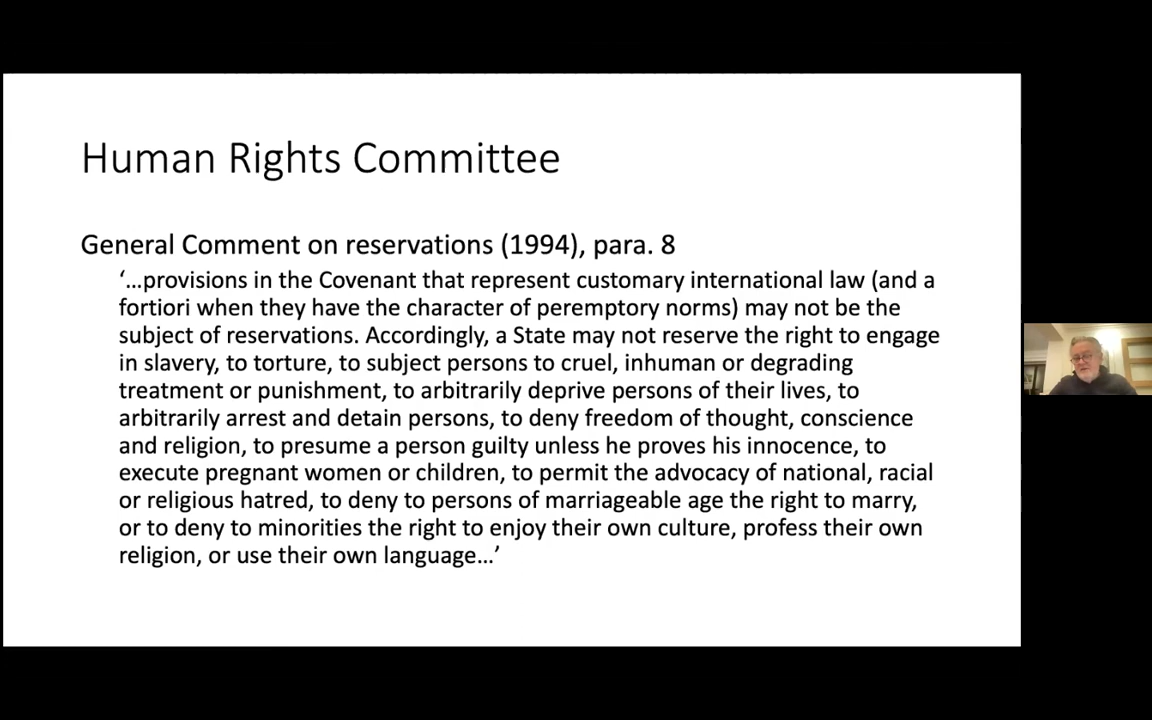 Human Rights Committee
General Comment on reservations (1994), para. 8
‘…provisions in the Covenant that represent customary international law (and a
fortiori when they have the character of peremptory norms) may not be the
subject of reservations. Accordingly, a State may not reserve the right to engage
in slavery, to torture, to subject persons to cruel, inhuman or degrading
treatment or punishment, to arbitrarily deprive persons of their lives, to
arbitrarily arrest and detain persons, to deny freedom of thought, conscience
and religion, to presume a person guilty unless he proves his innocence, to
execute pregnant women or children, to permit the advocacy of national, racial
or religious hatred, to deny to persons of marriageable age the right to marry,
or to deny to minorities the right to enjoy their own culture, profess their own
religion, or use their own language…’